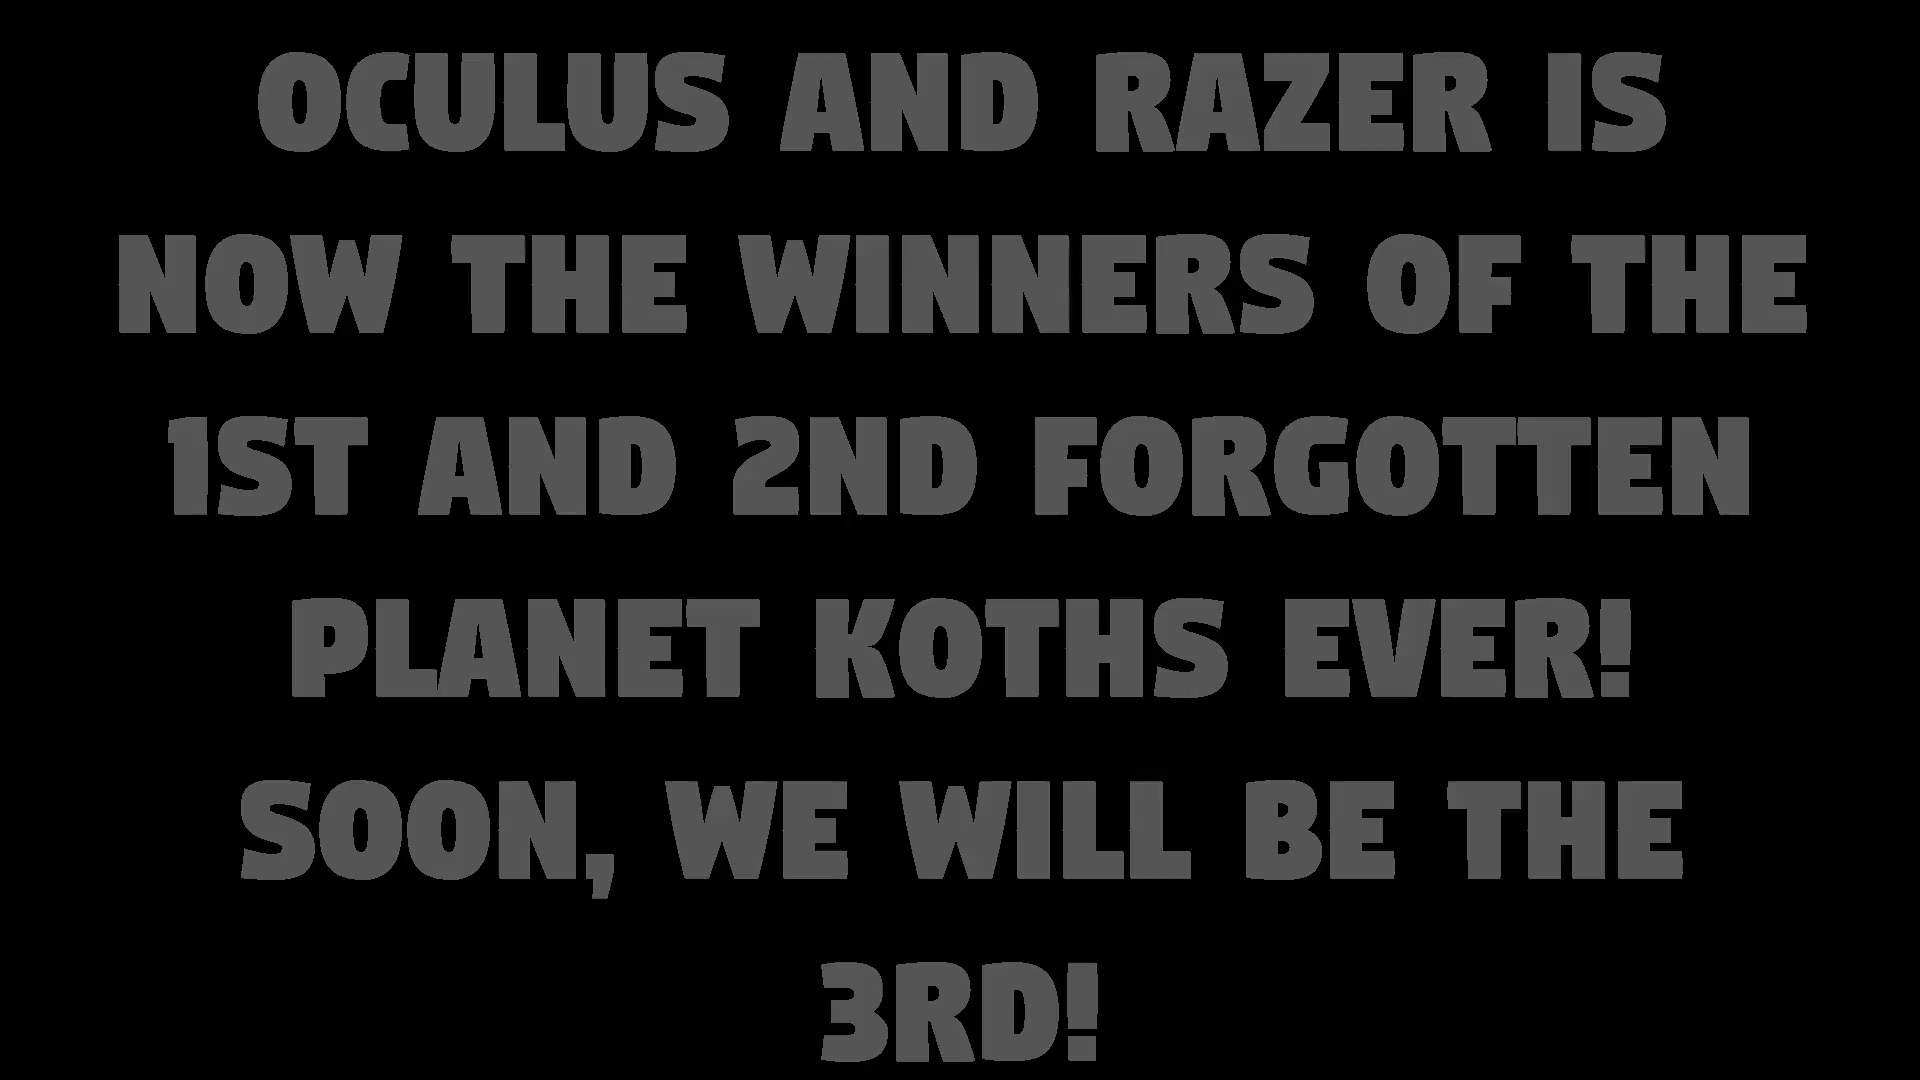 OCULUS AND RAZER IS
NOW THE WINNERS OF THE
1ST AND 2ND FORGOTTEN
PLANET KOTHS EVER!
SOON, WE WILL BE THE
3RD!